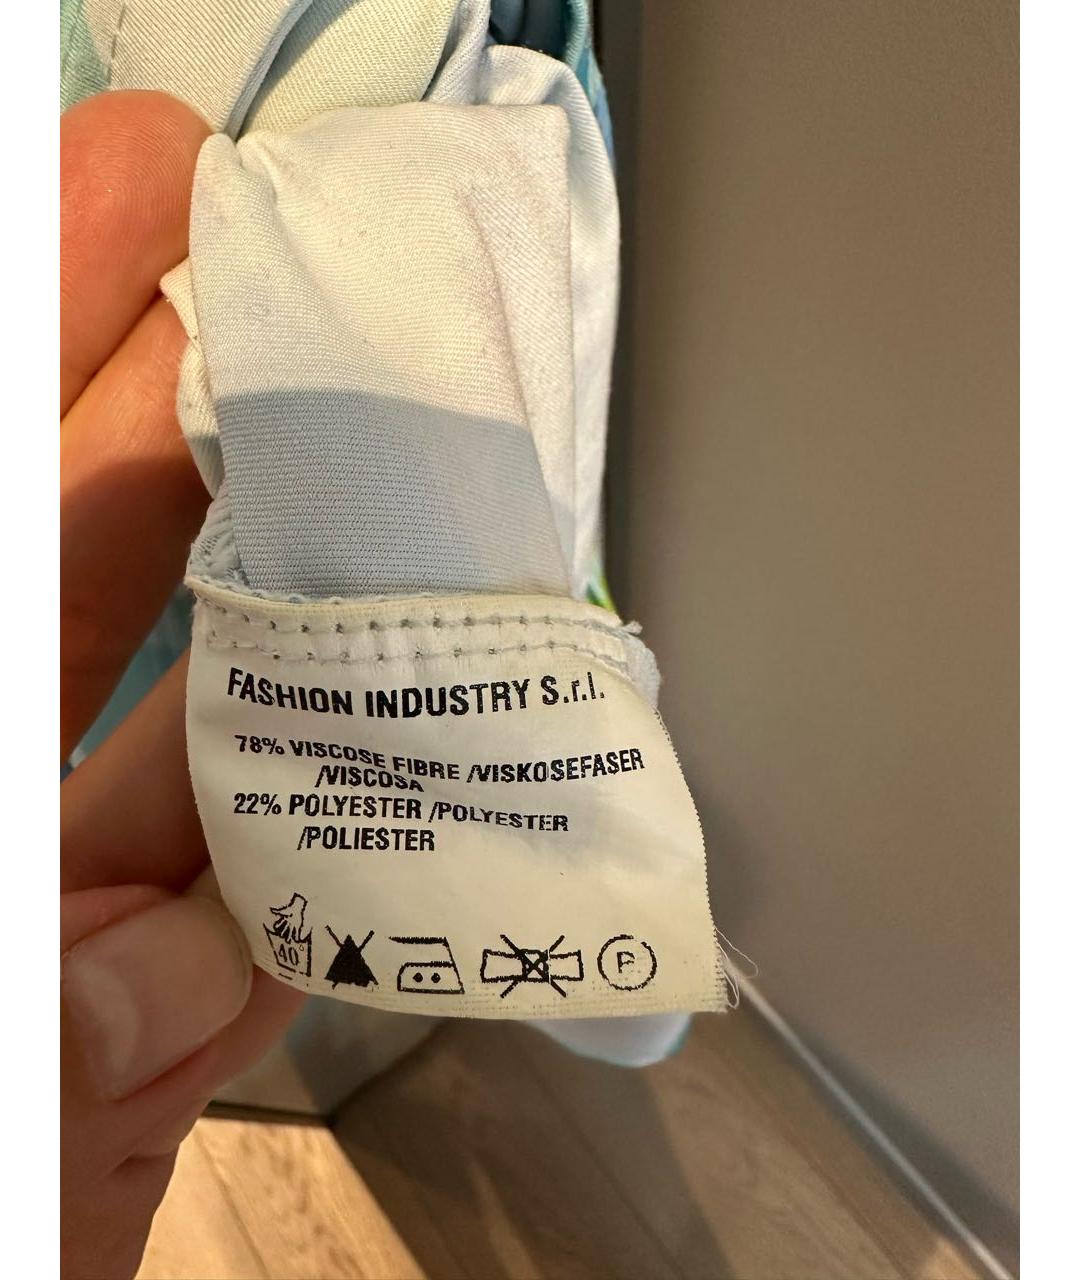 FASHION INDUSTRY S.r.l.
78% VISCOSE FIBRE /VISKOSEFASER
/VISCOSA
22% POLYESTER /POLYESTER
/POLIESTER
40°
P